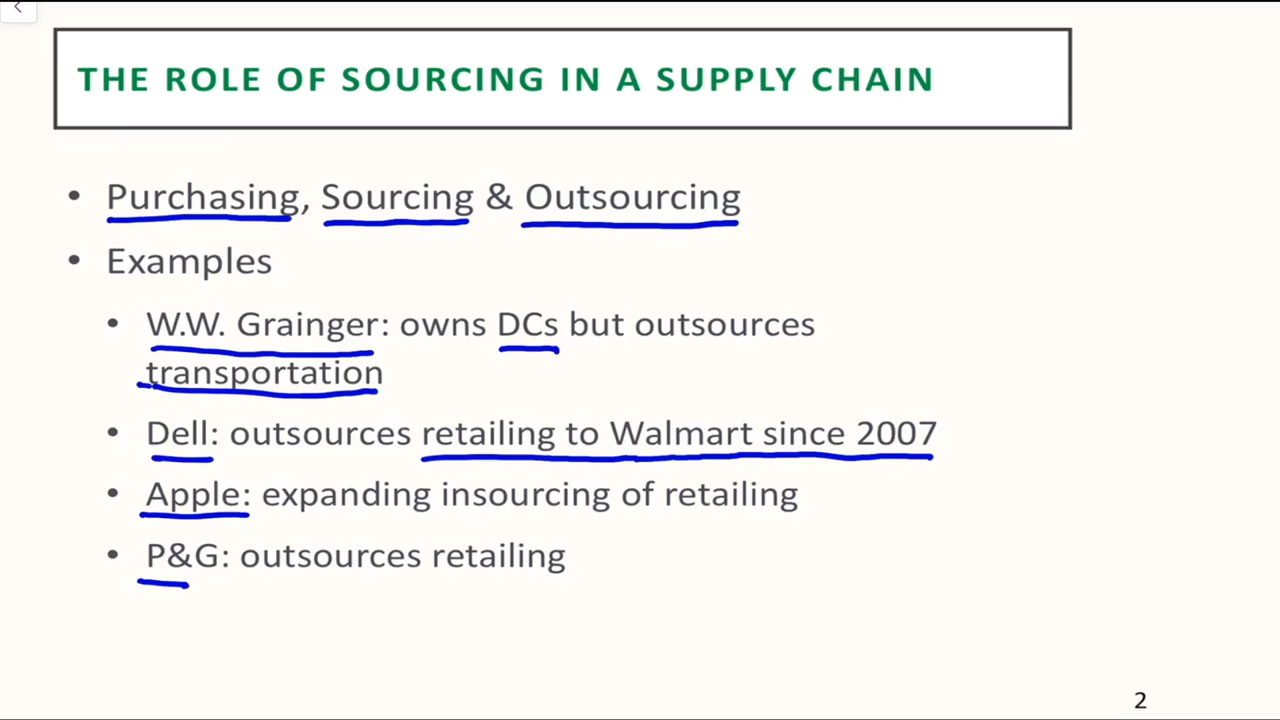 THE ROLE OF SOURCING IN A SUPPLY CHAIN
• Purchasing, Sourcing & Outsourcing
• Examples
• W.W. Grainger: owns DCs but outsources
transportation
• Dell: outsources retailing to Walmart since 2007
• Apple: expanding insourcing of retailing
• P&G: outsources retailing
2